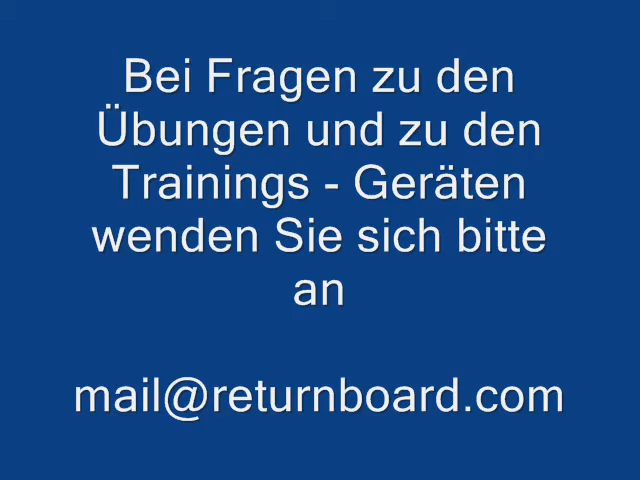 Bei Fragen zu den
Übungen und zu den
Trainings - Geräten
wenden Sie sich bitte
an
mail@returnboard.com